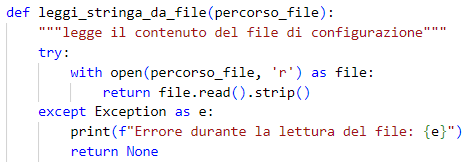 def leggi_stringa_da_file(percorso_file):
    """legge il contenuto del file di configurazione"""
    try:
        with open(percorso_file, 'r') as file:
            return file.read().strip()
    except Exception as e:
        print(f"Errore durante la lettura del file: {e}")
        return None